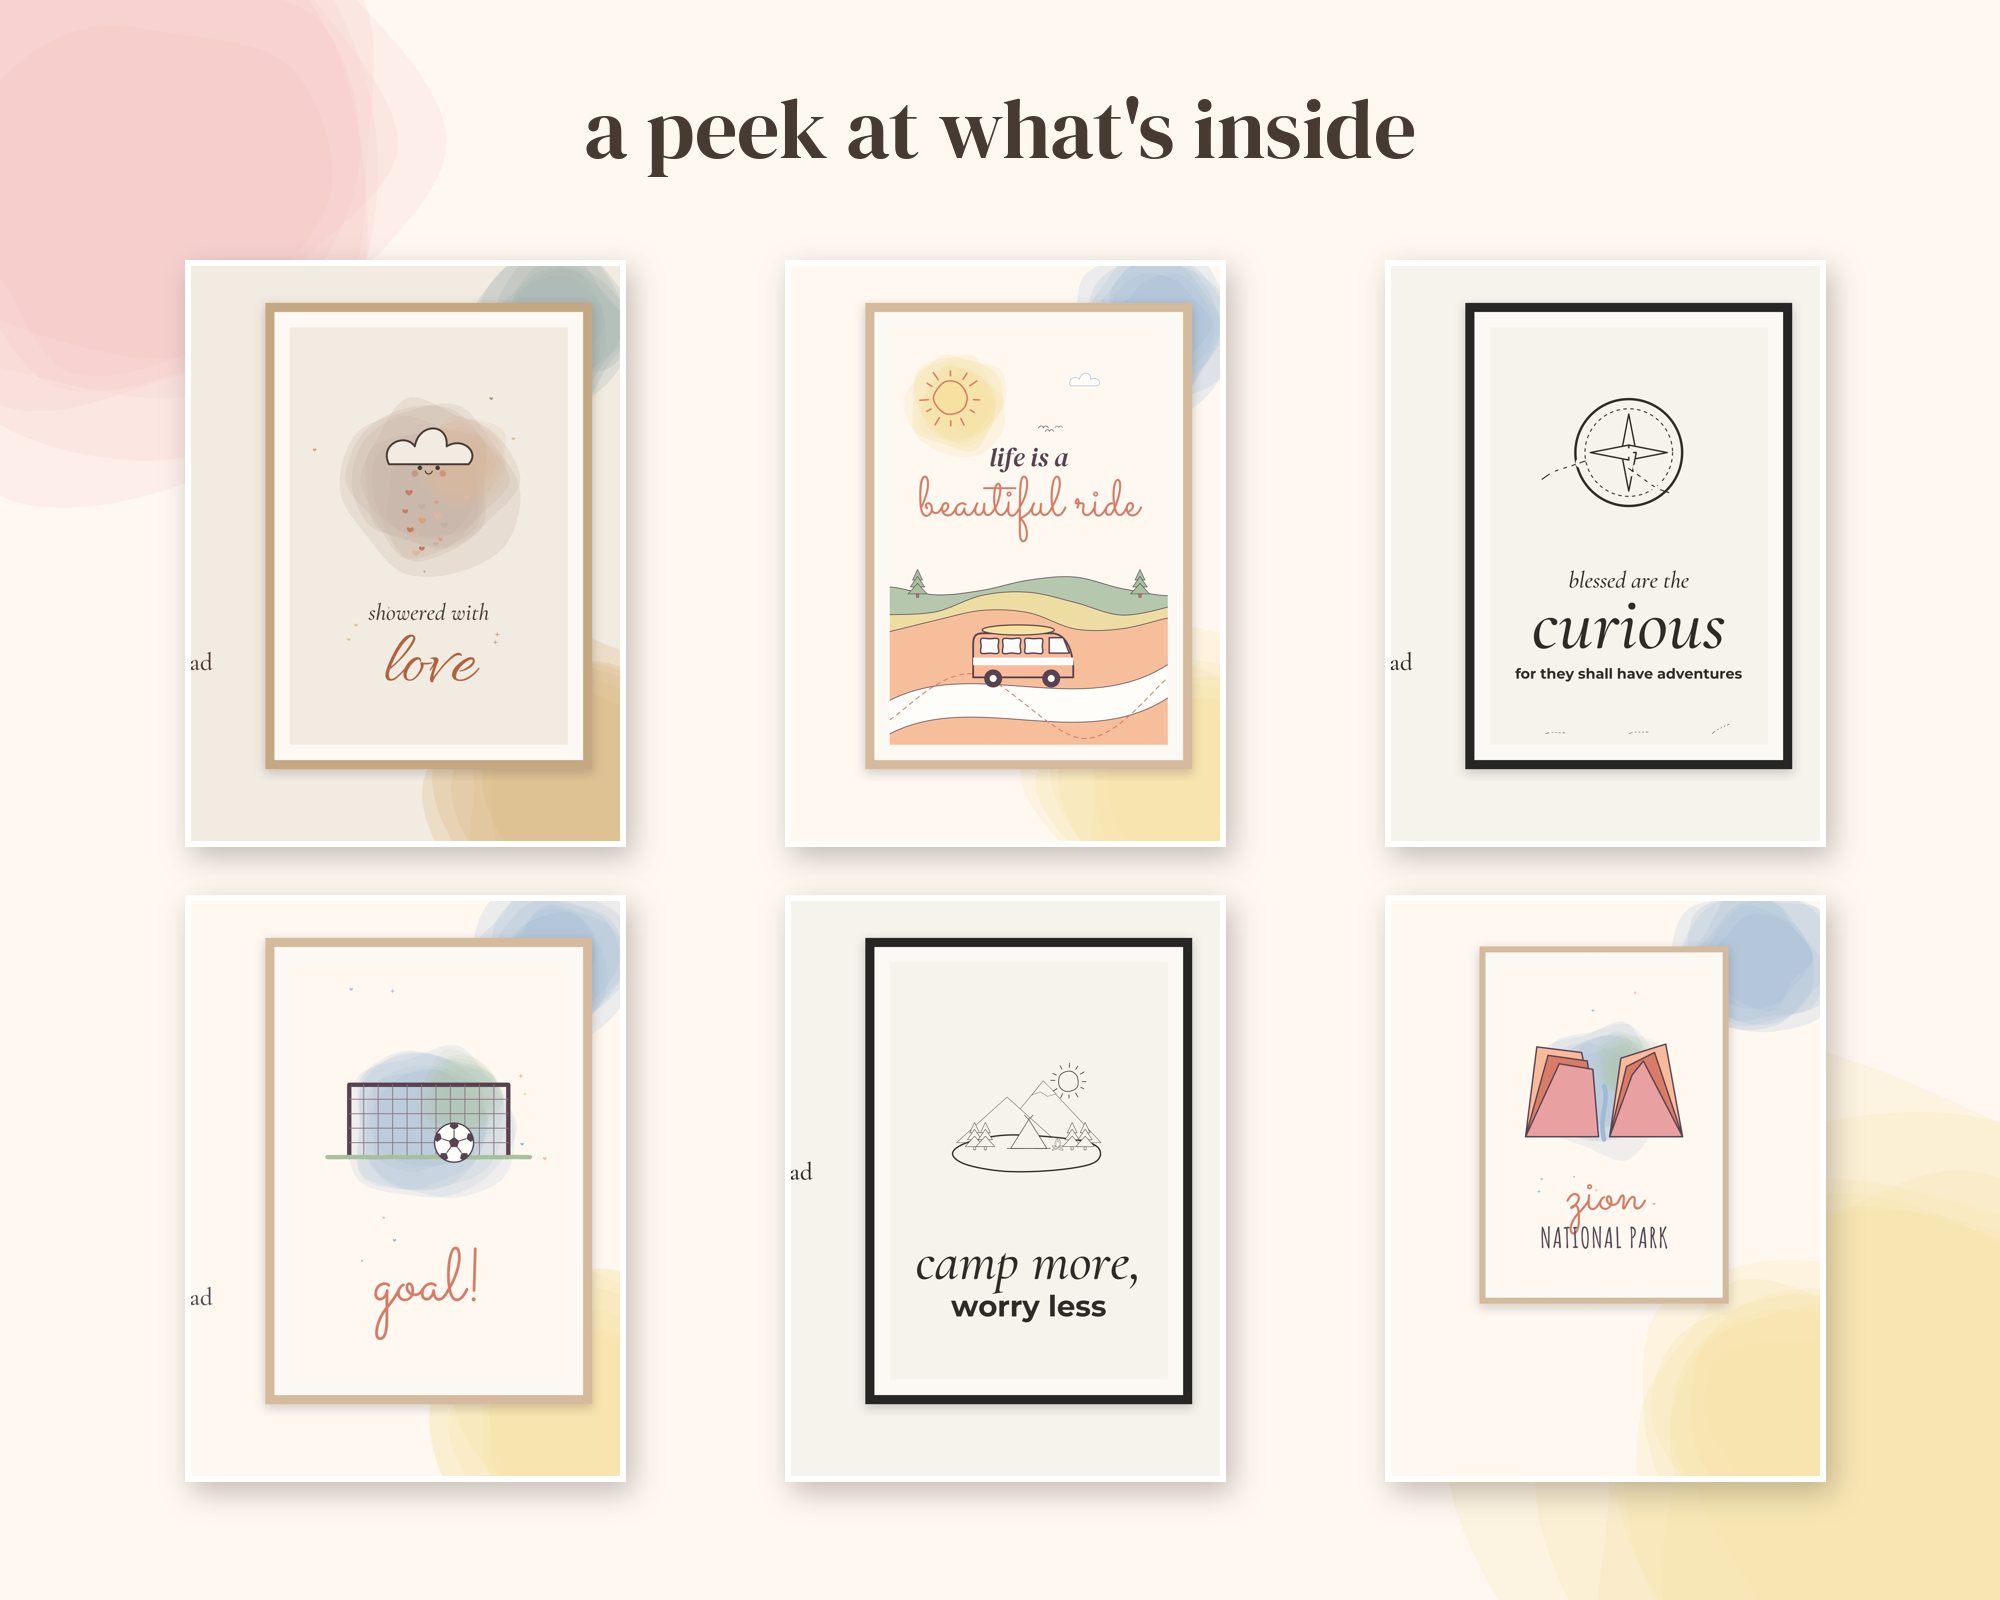 a peek at what's inside
showered with
love
ad
life is a
beautiful ride
blessed are the
curious
for they shall have adventures
ad
goal!
ad
camp more,
worry less
ad
zion
NATIONAL PARK